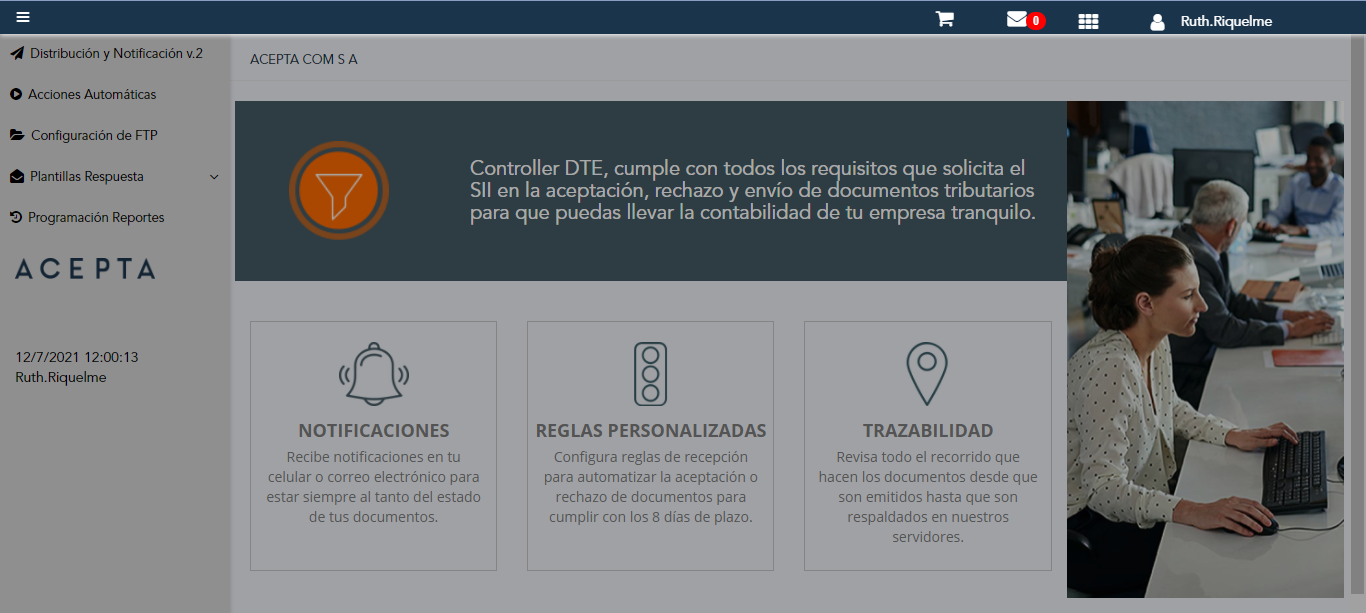 0
Ruth.Riquelme
Distribución y Notificación v.2
Acciones Automáticas
Configuración de FTP
Plantillas Respuesta
Programación Reportes
ACEPTA
12/7/2021 12:00:13
Ruth.Riquelme
ACEPTA COM S A
Controller DTE, cumple con todos los requisitos que solicita el
SII en la aceptación, rechazo y envío de documentos tributarios
para que puedas llevar la contabilidad de tu empresa tranquilo.
NOTIFICACIONES
Recibe notificaciones en tu
celular o correo electrónico para
estar siempre al tanto del estado
de tus documentos.
REGLAS PERSONALIZADAS
Configura reglas de recepción
para automatizar la aceptación o
rechazo de documentos para
cumplir con los 8 días de plazo.
TRAZABILIDAD
Revisa todo el recorrido que
hacen los documentos desde que
son emitidos hasta que son
respaldados en nuestros
servidores.